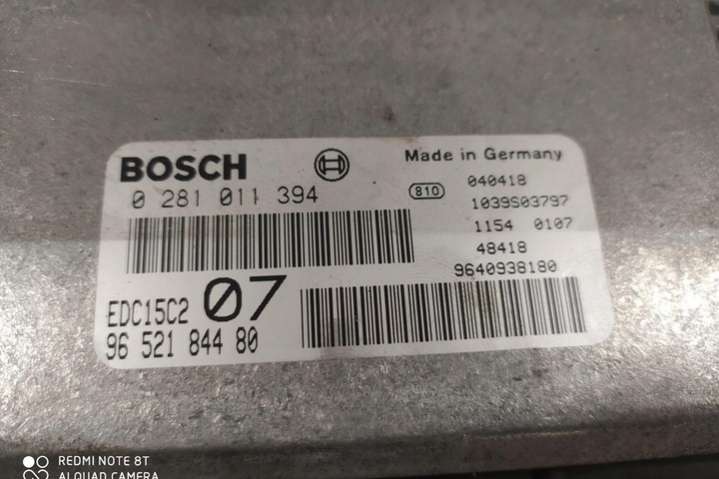 BOSCH
0 281 011 394
EDC15C2 07
96 521 844 80
Made in Germany
810 040418
1039S03797
1154 0107
48418
9640938180
REDMI NOTE 8T
AI QUAD CAMERA